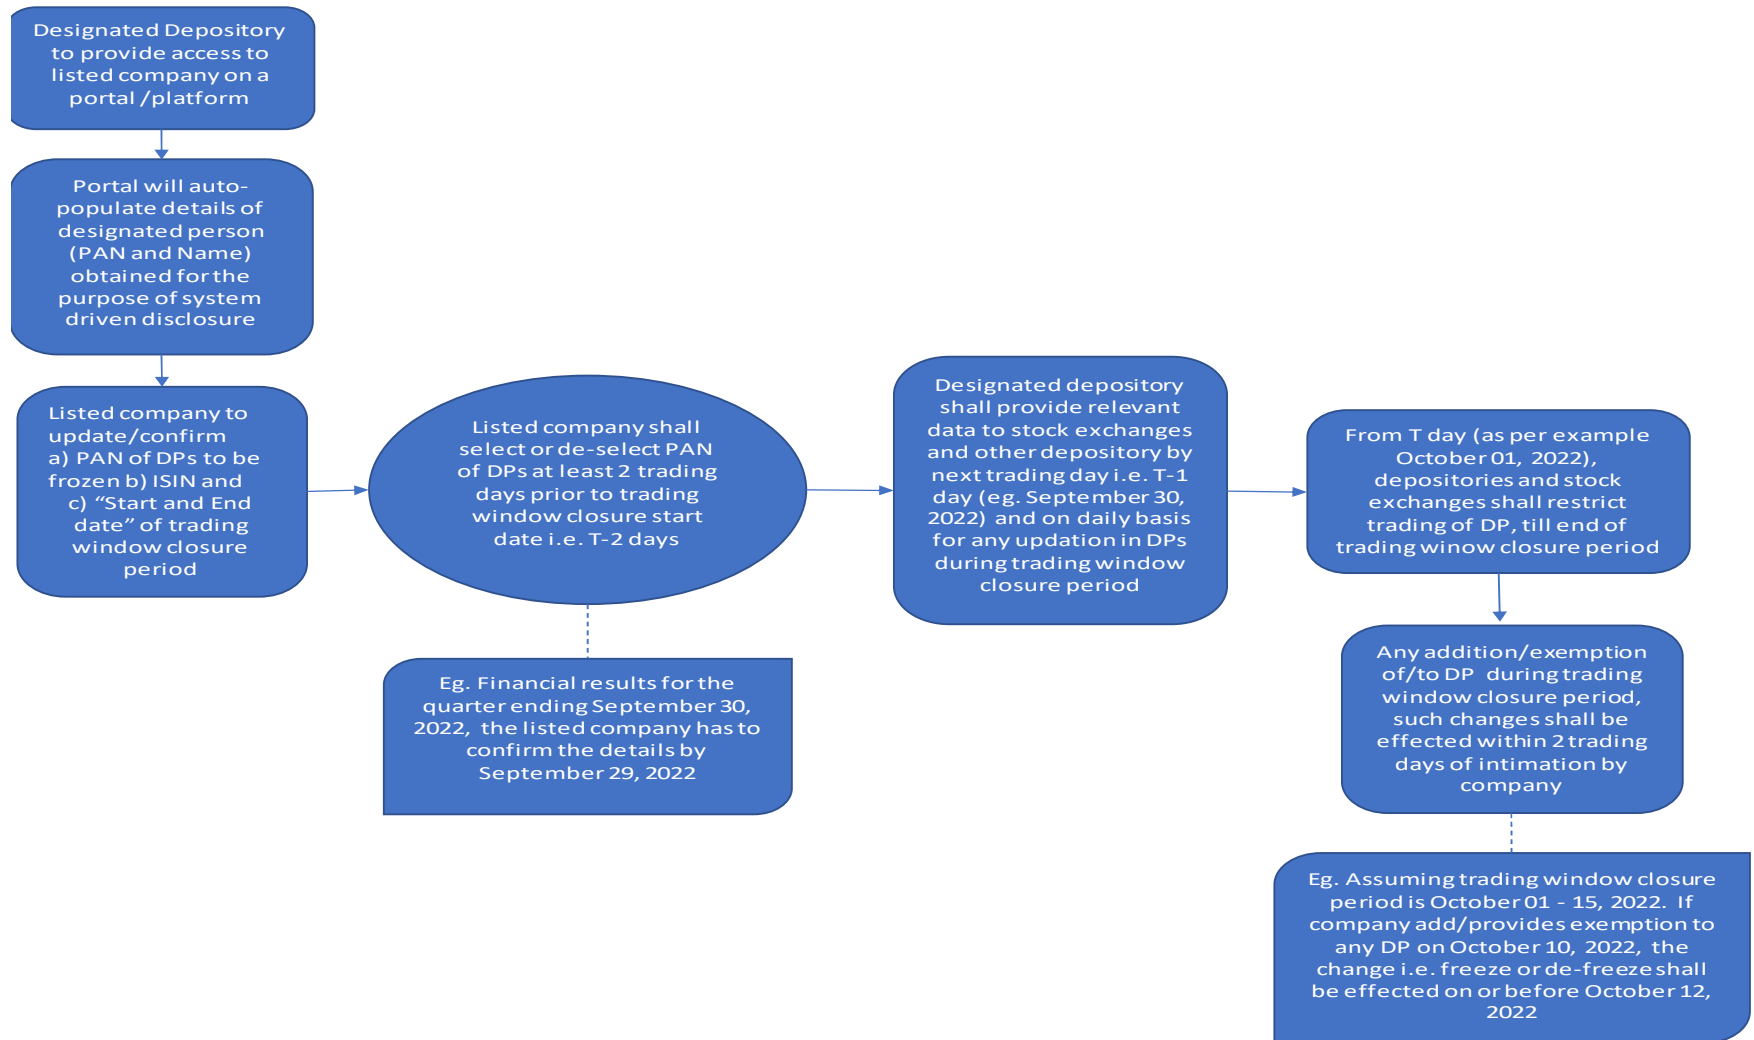 Designated Depository
to provide access to
listed company on a
portal /platform
Portal will auto-
populate details of
designated person
(PAN and Name)
obtained for the
purpose of system
driven disclosure
Listed company to
update/confirm
a) PAN of DPs to be
frozen b) ISIN and
c) “Start and End
date” of trading
window closure
period
Listed company shall
select or de-select PAN
of DPs at least 2 trading
days prior to trading
window closure start
date i.e. T-2 days
Eg. Financial results for the
quarter ending September 30,
2022, the listed company has to
confirm the details by
September 29, 2022
Designated depository
shall provide relevant
data to stock exchanges
and other depository by
next trading day i.e. T-1
day (eg. September 30,
2022) and on daily basis
for any updation in DPs
during trading window
closure period
From T day (as per example
October 01, 2022),
depositories and stock
exchanges shall restrict
trading of DP, till end of
trading winow closure period
Any addition/exemption
of/to DP during trading
window closure period,
such changes shall be
effected within 2 trading
days of intimation by
company
Eg. Assuming trading window closure
period is October 01 - 15, 2022. If
company add/provides exemption to
any DP on October 10, 2022, the
change i.e. freeze or de-freeze shall
be effected on or before October 12,
2022